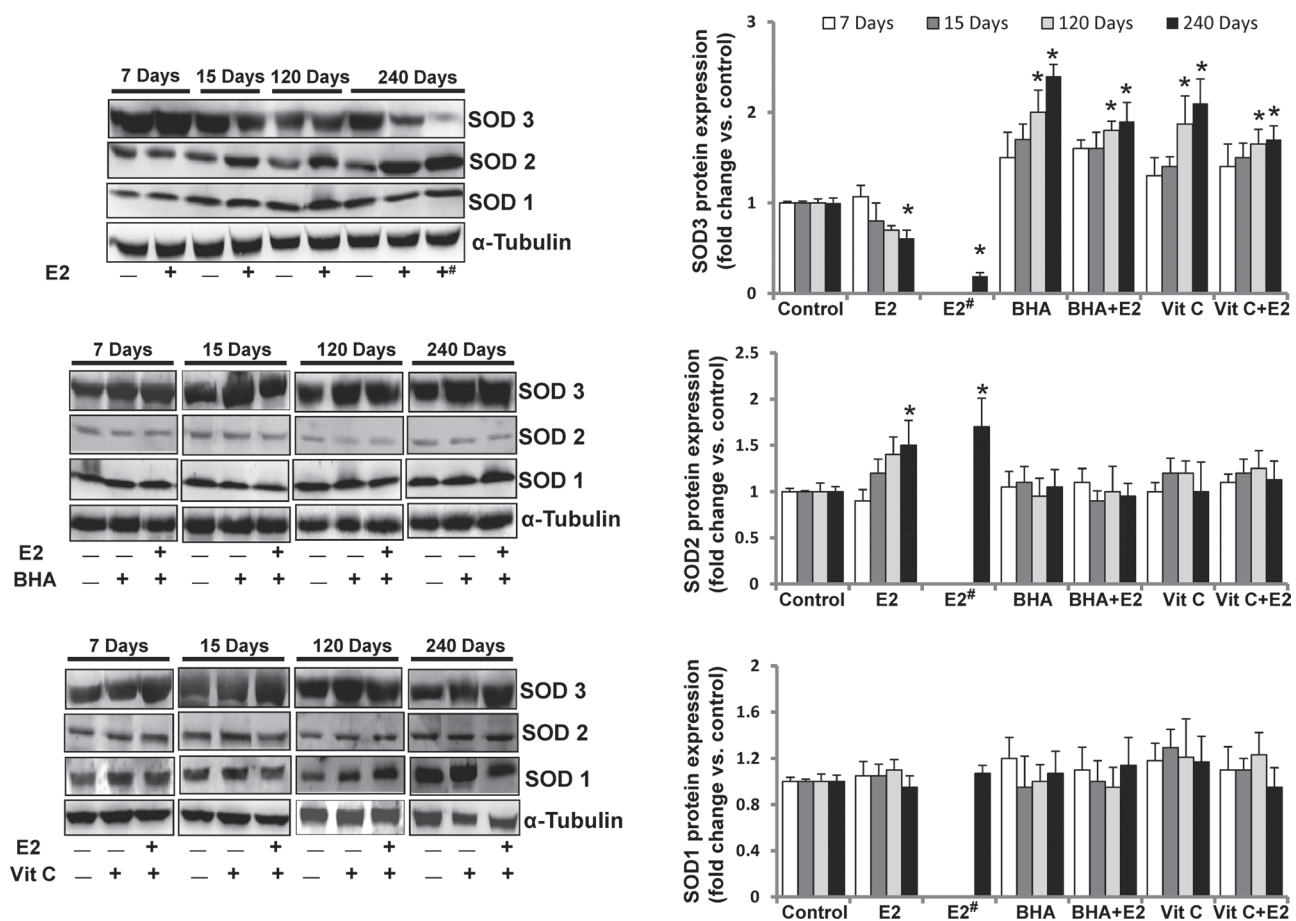 7 Days 15 Days 120 Days 240 Days
SOD 3
SOD 2
SOD 1
α-Tubulin
E2 — + — + — + — + +#
7 Days 15 Days 120 Days 240 Days
SOD 3
SOD 2
SOD 1
α-Tubulin
E2 — — + — — + — — + — — + 
BHA — + + — + + — + + — + +
7 Days 15 Days 120 Days 240 Days
SOD 3
SOD 2
SOD 1
α-Tubulin
E2 — — + — — + — — + — — +
Vit C — + + — + + — + + — + +
7 Days 15 Days 120 Days 240 Days
SOD3 protein expression
(fold change vs. control)
3
2
1
0
* * * * * * * * * *
Control E2 E2# BHA BHA+E2 Vit C Vit C+E2
SOD2 protein expression
(fold change vs. control)
2.5
2
1.5
1
0.5
0
* *
Control E2 E2# BHA BHA+E2 Vit C Vit C+E2
SOD1 protein expression
(fold change vs. control)
2
1.6
1.2
0.8
0.4
0
Control E2 E2# BHA BHA+E2 Vit C Vit C+E2